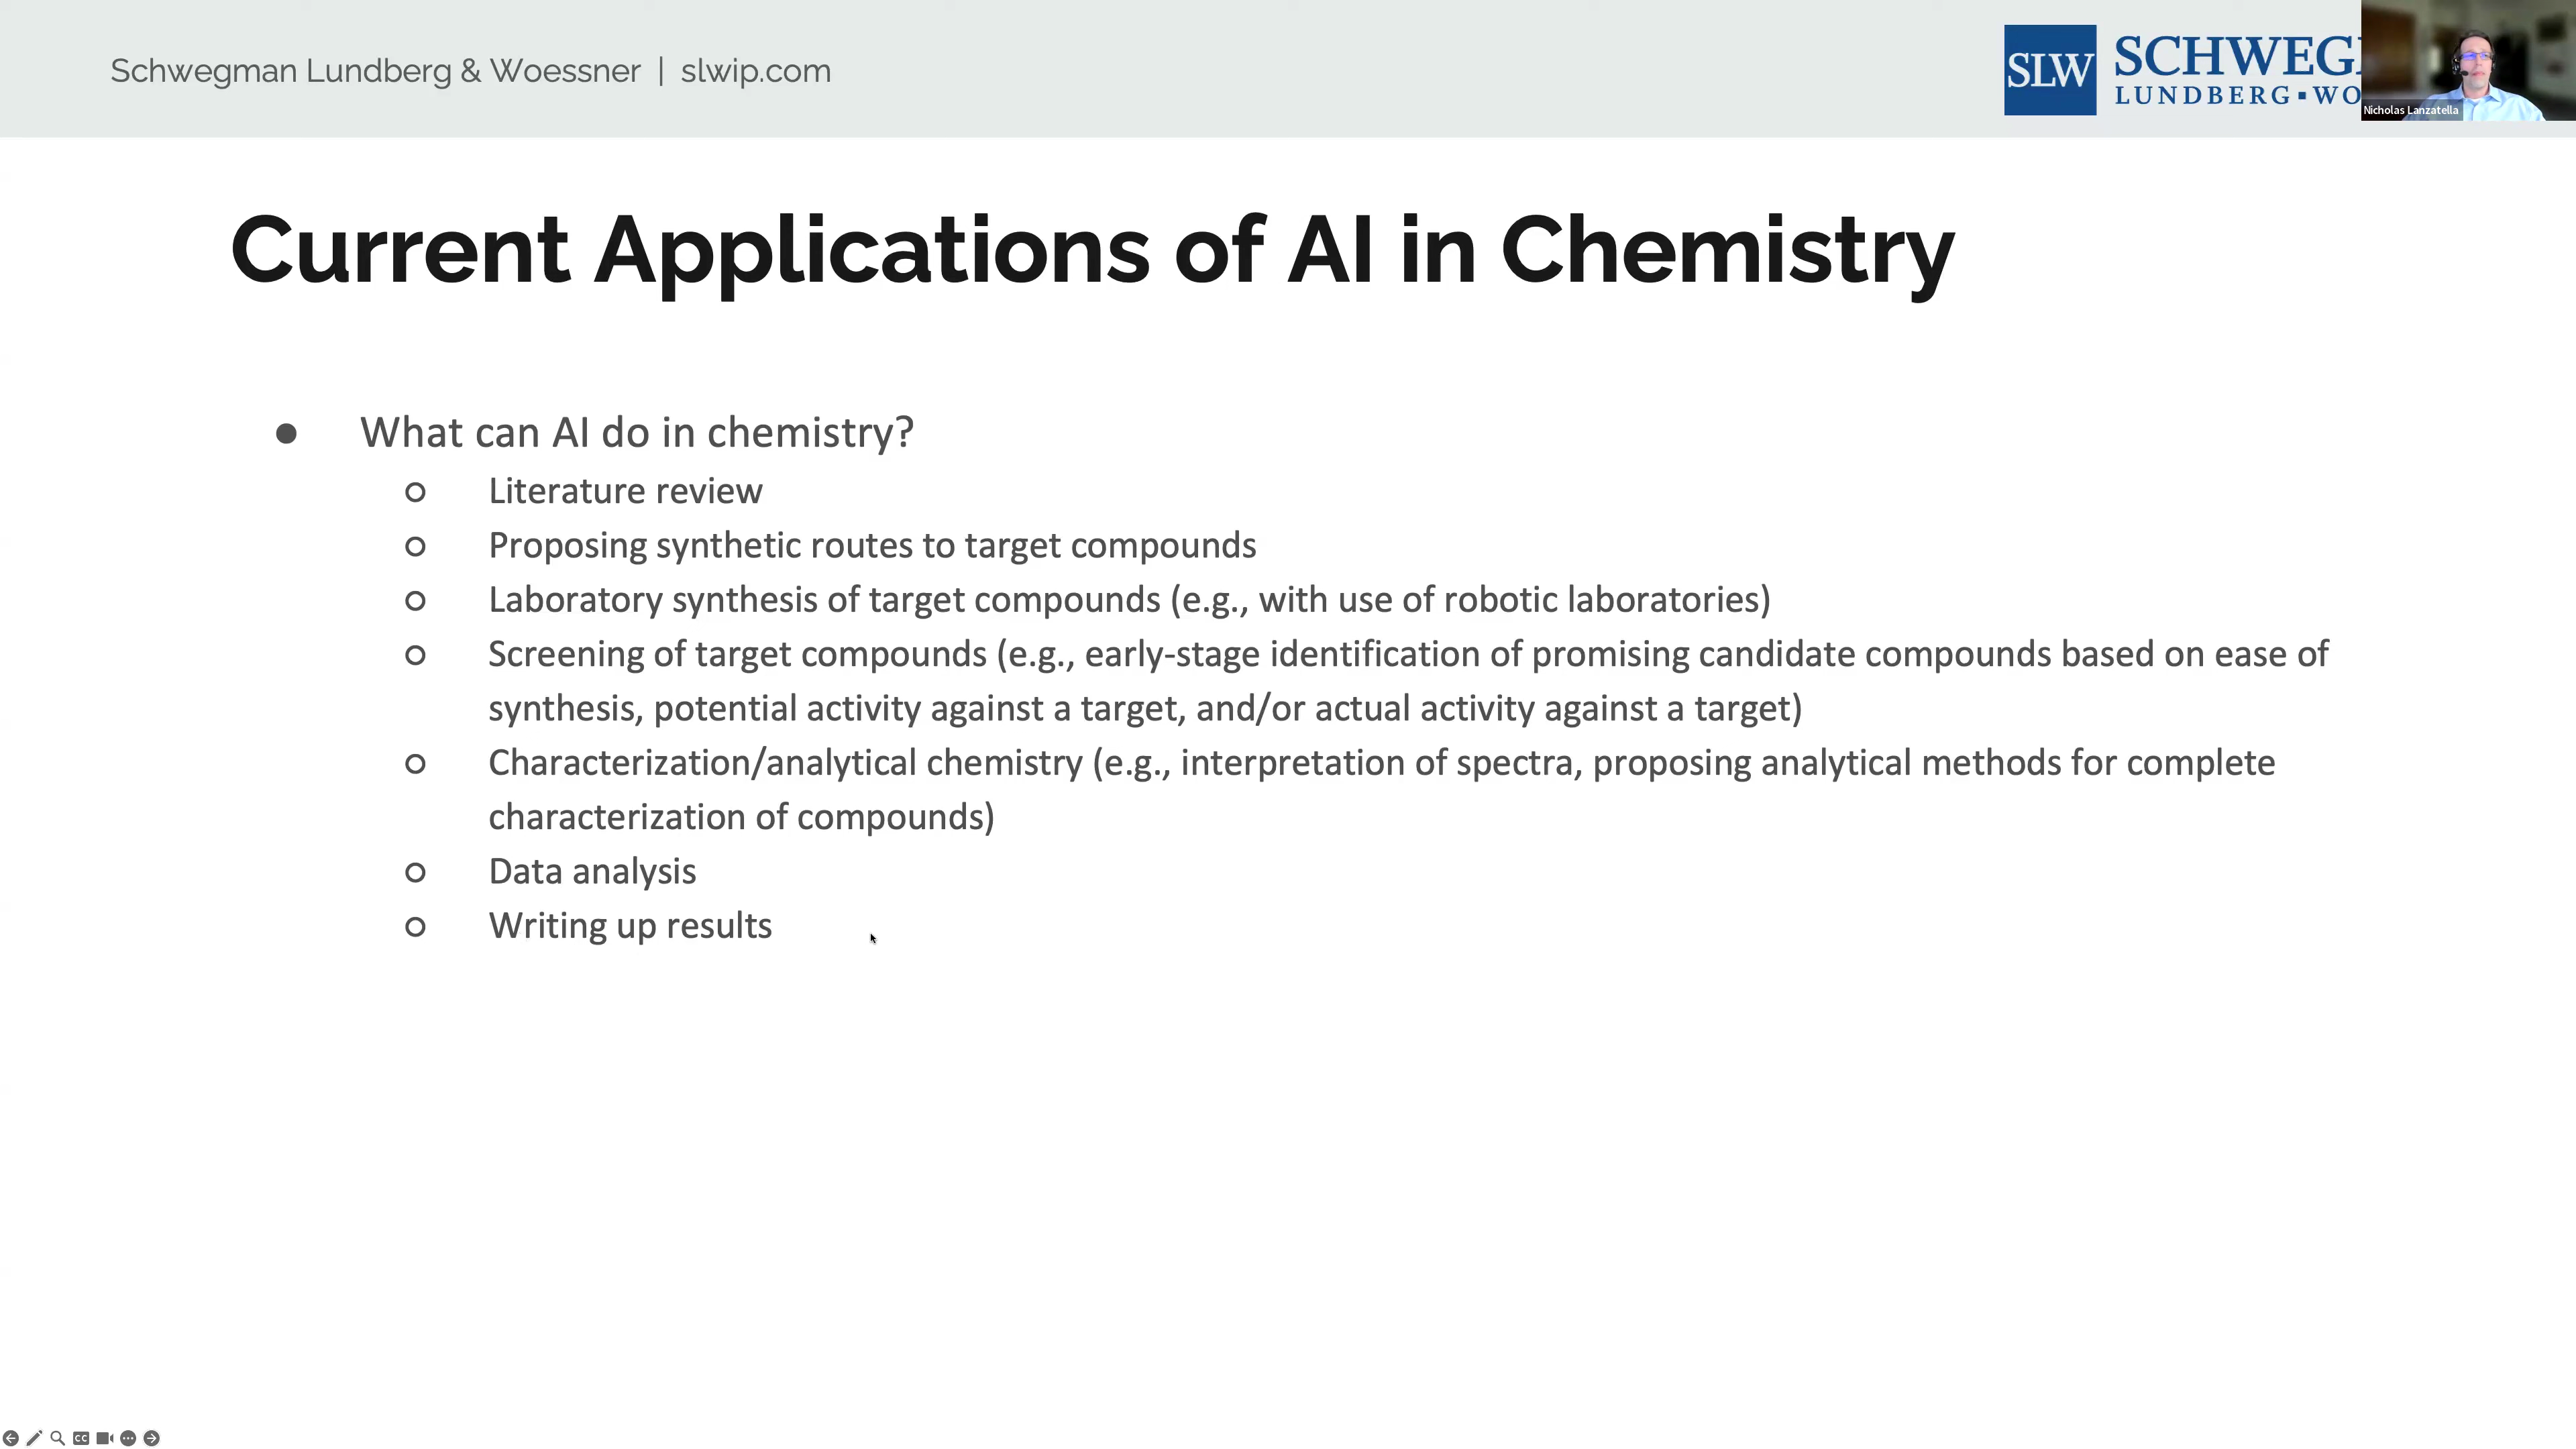 Schwegman Lundberg & Woessner | slwip.com
SLW
SCHWEG
LUNDBERG▪WO
Nicholas Lanzatella
Current Applications of AI in Chemistry
● What can AI do in chemistry?
○ Literature review
○ Proposing synthetic routes to target compounds
○ Laboratory synthesis of target compounds (e.g., with use of robotic laboratories)
○ Screening of target compounds (e.g., early-stage identification of promising candidate compounds based on ease of
synthesis, potential activity against a target, and/or actual activity against a target)
○ Characterization/analytical chemistry (e.g., interpretation of spectra, proposing analytical methods for complete
characterization of compounds)
○ Data analysis
○ Writing up results
CC